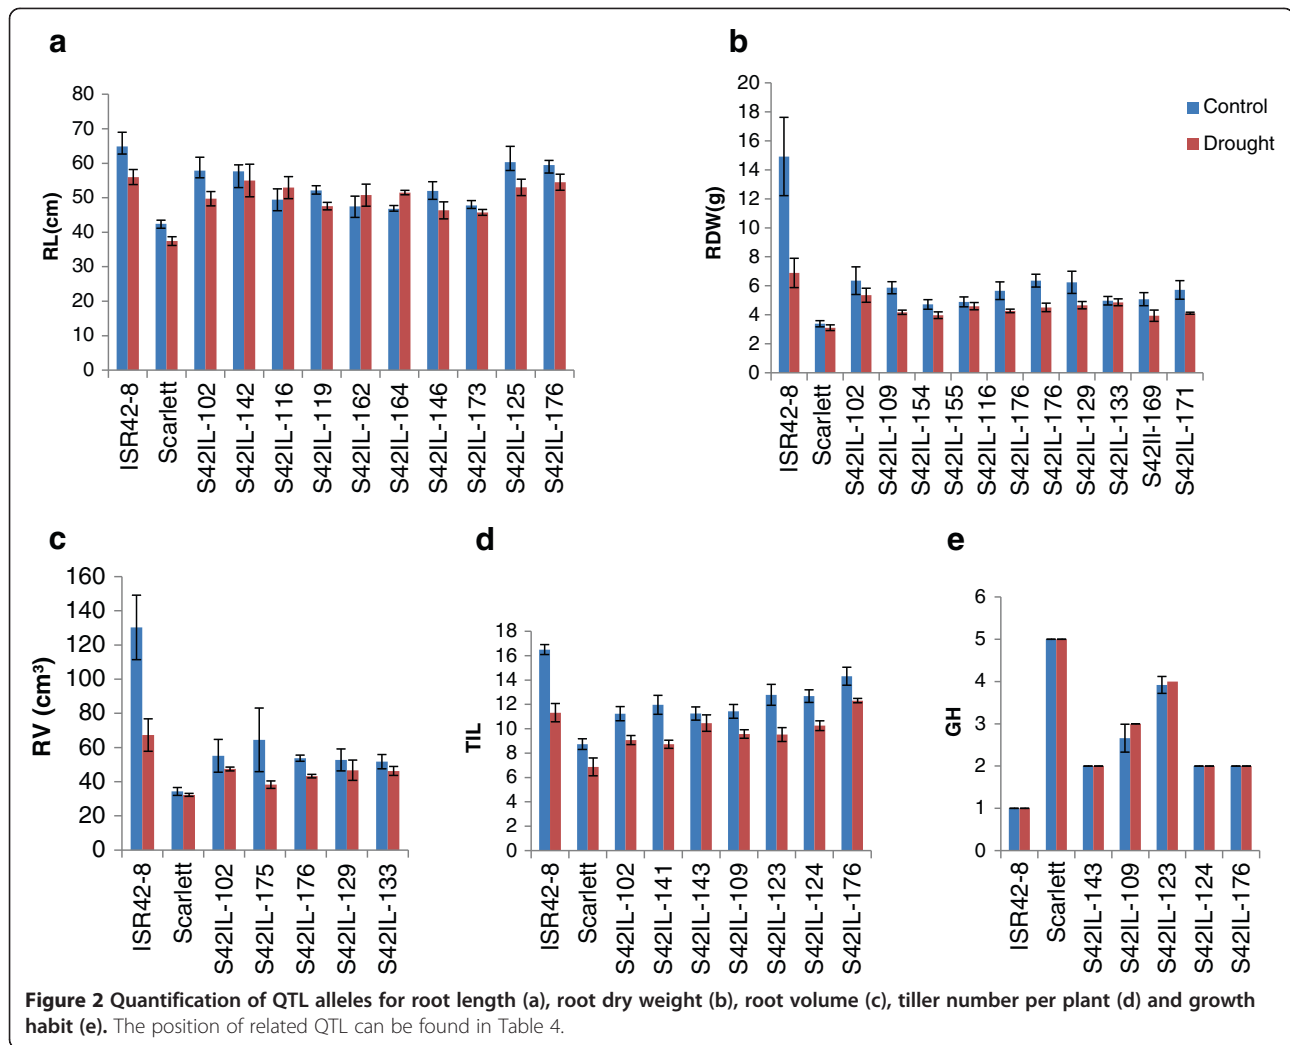 a
RL(cm)
80
70
60
50
40
30
20
10
0
ISR42-8
Scarlett
S42IL-102
S42IL-142
S42IL-116
S42IL-119
S42IL-162
S42IL-164
S42IL-146
S42IL-173
S42IL-125
S42IL-176
b
RDW(g)
20
18
16
14
12
10
8
6
4
2
0
ISR42-8
Scarlett
S42IL-102
S42IL-109
S42IL-154
S42IL-155
S42IL-116
S42IL-176
S42IL-176
S42IL-129
S42IL-133
S42Il-169
S42IL-171
Control
Drought
c
RV (cm³)
160
140
120
100
80
60
40
20
0
ISR42-8
Scarlett
S42IL-102
S42IL-175
S42IL-176
S42IL-129
S42IL-133
d
TIL
18
16
14
12
10
8
6
4
2
0
ISR42-8
Scarlett
S42IL-102
S42IL-141
S42IL-143
S42IL-109
S42IL-123
S42IL-124
S42IL-176
e
GH
6
5
4
3
2
1
0
ISR42-8
Scarlett
S42IL-143
S42IL-109
S42IL-123
S42IL-124
S42IL-176
Figure 2 Quantification of QTL alleles for root length (a), root dry weight (b), root volume (c), tiller number per plant (d) and growth
habit (e). The position of related QTL can be found in Table 4.